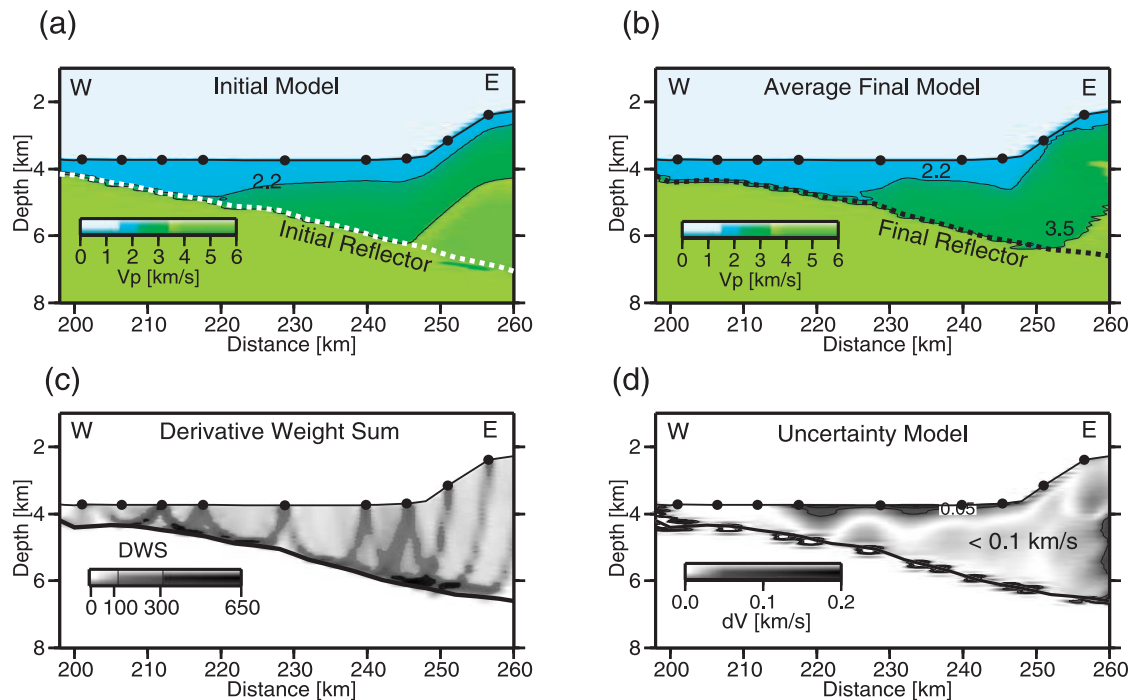 (a)
W
Initial Model
E
2
4
6
8
Depth [km]
2.2
Initial Reflector
0 1 2 3 4 5 6
Vp [km/s]
200 210 220 230 240 250 260
Distance [km]
(b)
W
Average Final Model
E
2
4
6
8
Depth [km]
2.2
3.5
Final Reflector
0 1 2 3 4 5 6
Vp [km/s]
200 210 220 230 240 250 260
Distance [km]
(c)
W
Derivative Weight Sum
E
2
4
6
8
Depth [km]
DWS
0 100 300 650
200 210 220 230 240 250 260
Distance [km]
(d)
W
Uncertainty Model
E
2
4
6
8
Depth [km]
0.05
< 0.1 km/s
0.0 0.1 0.2
dV [km/s]
200 210 220 230 240 250 260
Distance [km]